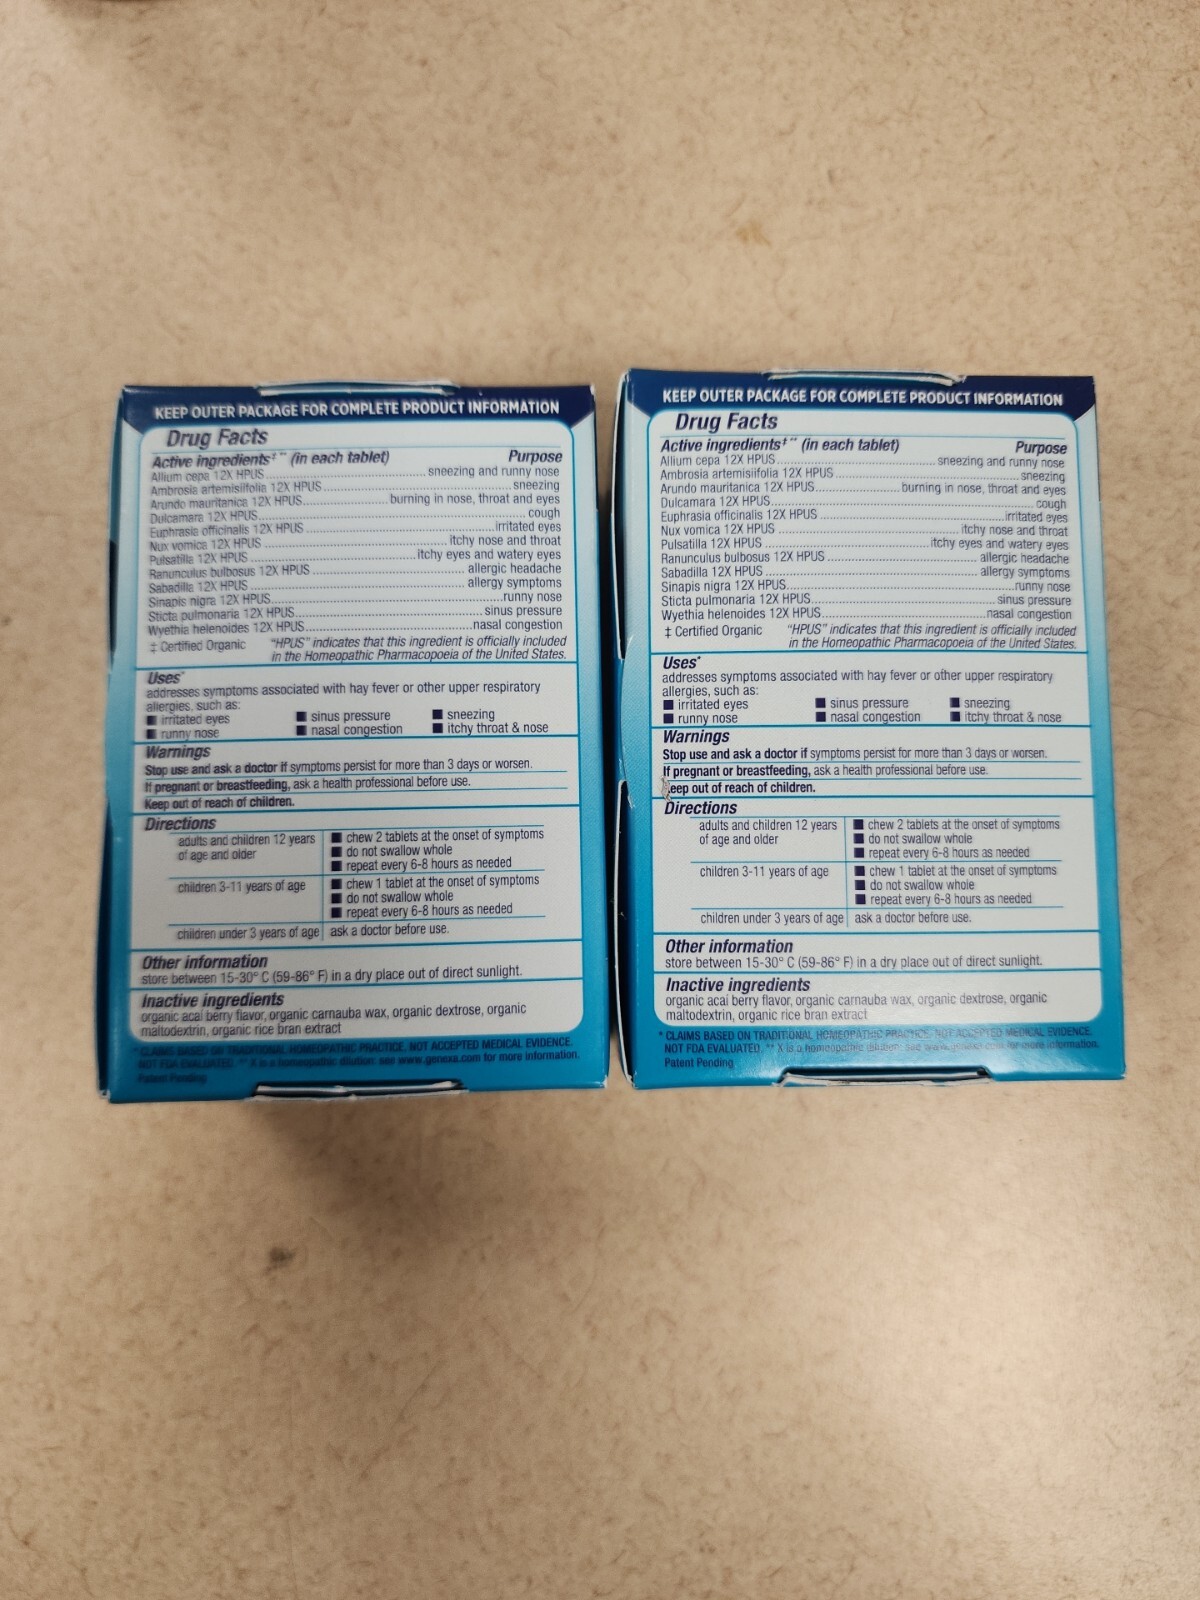 KEEP OUTER PACKAGE FOR COMPLETE PRODUCT INFORMATION
Drug Facts
Active ingredients‡** (in each tablet) Purpose
Allium cepa 12X HPUS sneezing and runny nose
Ambrosia artemisiifolia 12X HPUS sneezing
Arundo mauritanica 12X HPUS burning in nose, throat and eyes
Dulcamara 12X HPUS cough
Euphrasia officinalis 12X HPUS irritated eyes
Nux vomica 12X HPUS itchy nose and throat
Pulsatilla 12X HPUS itchy eyes and watery eyes
Ranunculus bulbosus 12X HPUS allergic headache
Sabadilla 12X HPUS allergy symptoms
Sinapis nigra 12X HPUS runny nose
Sticta pulmonaria 12X HPUS sinus pressure
Wyethia helenoides 12X HPUS nasal congestion
‡ Certified Organic "HPUS" indicates that this ingredient is officially included
in the Homeopathic Pharmacopoeia of the United States.
Uses*
addresses symptoms associated with hay fever or other upper respiratory
allergies, such as:
■ irritated eyes ■ sinus pressure ■ sneezing
■ runny nose ■ nasal congestion ■ itchy throat & nose
Warnings
Stop use and ask a doctor if symptoms persist for more than 3 days or worsen.
If pregnant or breastfeeding, ask a health professional before use.
Keep out of reach of children.
Directions
adults and children 12 years ■ chew 2 tablets at the onset of symptoms
of age and older ■ do not swallow whole
■ repeat every 6-8 hours as needed
children 3-11 years of age ■ chew 1 tablet at the onset of symptoms
■ do not swallow whole
■ repeat every 6-8 hours as needed
children under 3 years of age ask a doctor before use.
Other information
store between 15-30° C (59-86° F) in a dry place out of direct sunlight.
Inactive ingredients
organic acai berry flavor, organic carnauba wax, organic dextrose, organic
maltodextrin, organic rice bran extract
* CLAIMS BASED ON TRADITIONAL HOMEOPATHIC PRACTICE, NOT ACCEPTED MEDICAL EVIDENCE.
NOT FDA EVALUATED. ** X is a homeopathic dilution: see www.genexa.com for more information.
Patent Pending
KEEP OUTER PACKAGE FOR COMPLETE PRODUCT INFORMATION
Drug Facts
Active ingredients‡** (in each tablet) Purpose
Allium cepa 12X HPUS sneezing and runny nose
Ambrosia artemisiifolia 12X HPUS sneezing
Arundo mauritanica 12X HPUS burning in nose, throat and eyes
Dulcamara 12X HPUS cough
Euphrasia officinalis 12X HPUS irritated eyes
Nux vomica 12X HPUS itchy nose and throat
Pulsatilla 12X HPUS itchy eyes and watery eyes
Ranunculus bulbosus 12X HPUS allergic headache
Sabadilla 12X HPUS allergy symptoms
Sinapis nigra 12X HPUS runny nose
Sticta pulmonaria 12X HPUS sinus pressure
Wyethia helenoides 12X HPUS nasal congestion
‡ Certified Organic "HPUS" indicates that this ingredient is officially included
in the Homeopathic Pharmacopoeia of the United States.
Uses*
addresses symptoms associated with hay fever or other upper respiratory
allergies, such as:
■ irritated eyes ■ sinus pressure ■ sneezing
■ runny nose ■ nasal congestion ■ itchy throat & nose
Warnings
Stop use and ask a doctor if symptoms persist for more than 3 days or worsen.
If pregnant or breastfeeding, ask a health professional before use.
eep out of reach of children.
Directions
adults and children 12 years ■ chew 2 tablets at the onset of symptoms
of age and older ■ do not swallow whole
■ repeat every 6-8 hours as needed
children 3-11 years of age ■ chew 1 tablet at the onset of symptoms
■ do not swallow whole
■ repeat every 6-8 hours as needed
children under 3 years of age ask a doctor before use.
Other information
store between 15-30° C (59-86° F) in a dry place out of direct sunlight.
Inactive ingredients
organic acai berry flavor, organic carnauba wax, organic dextrose, organic
maltodextrin, organic rice bran extract
* CLAIMS BASED ON TRADITIONAL HOMEOPATHIC PRACTICE, NOT ACCEPTED MEDICAL EVIDENCE.
NOT FDA EVALUATED. ** X is a homeopathic dilution: see www.genexa.com for more information.
Patent Pending